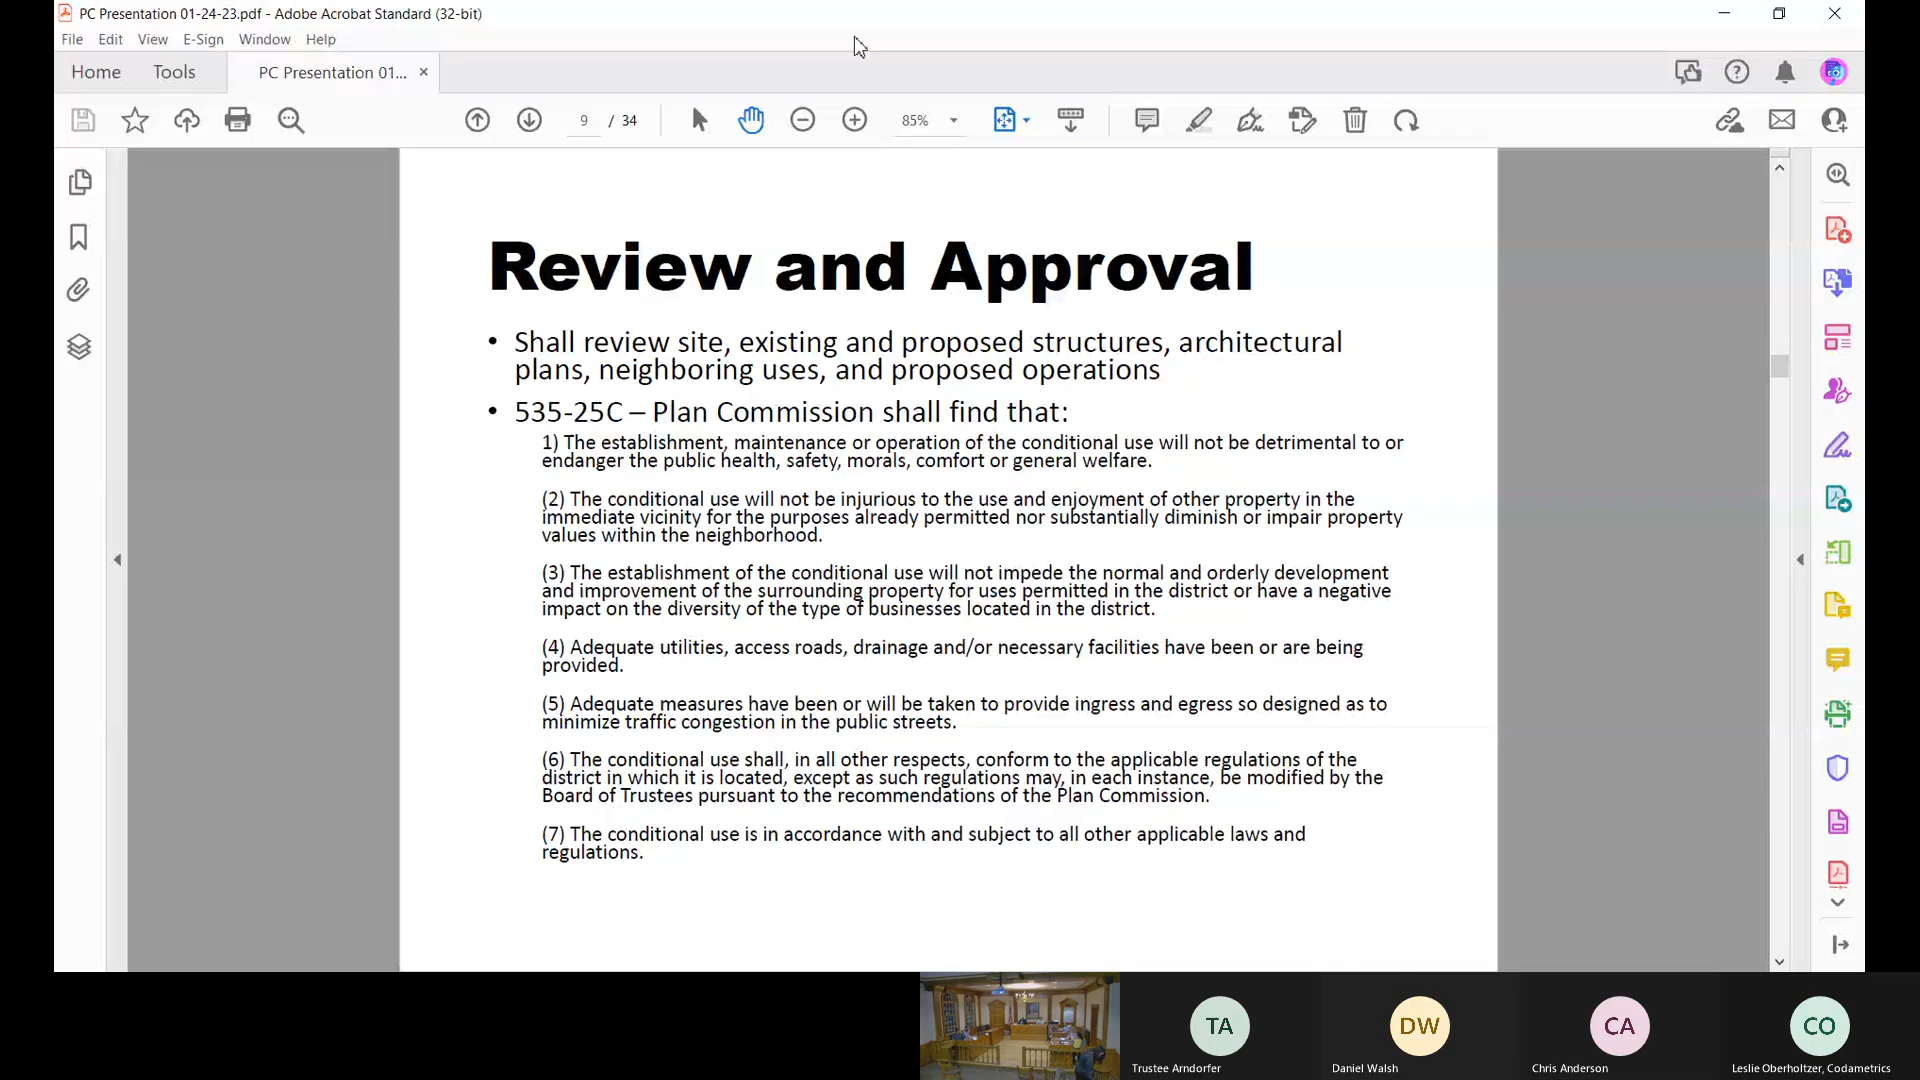 PC Presentation 01-24-23.pdf - Adobe Acrobat Standard (32-bit)
File Edit View E-Sign Window Help
Home Tools PC Presentation 01... ×
9 / 34 85%
Review and Approval
• Shall review site, existing and proposed structures, architectural
plans, neighboring uses, and proposed operations
• 535-25C – Plan Commission shall find that:
1) The establishment, maintenance or operation of the conditional use will not be detrimental to or
endanger the public health, safety, morals, comfort or general welfare.
(2) The conditional use will not be injurious to the use and enjoyment of other property in the
immediate vicinity for the purposes already permitted nor substantially diminish or impair property
values within the neighborhood.
(3) The establishment of the conditional use will not impede the normal and orderly development
and improvement of the surrounding property for uses permitted in the district or have a negative
impact on the diversity of the type of businesses located in the district.
(4) Adequate utilities, access roads, drainage and/or necessary facilities have been or are being
provided.
(5) Adequate measures have been or will be taken to provide ingress and egress so designed as to
minimize traffic congestion in the public streets.
(6) The conditional use shall, in all other respects, conform to the applicable regulations of the
district in which it is located, except as such regulations may, in each instance, be modified by the
Board of Trustees pursuant to the recommendations of the Plan Commission.
(7) The conditional use is in accordance with and subject to all other applicable laws and
regulations.
TA DW CA CO
Trustee Arndorfer Daniel Walsh Chris Anderson Leslie Oberholtzer, Codametrics